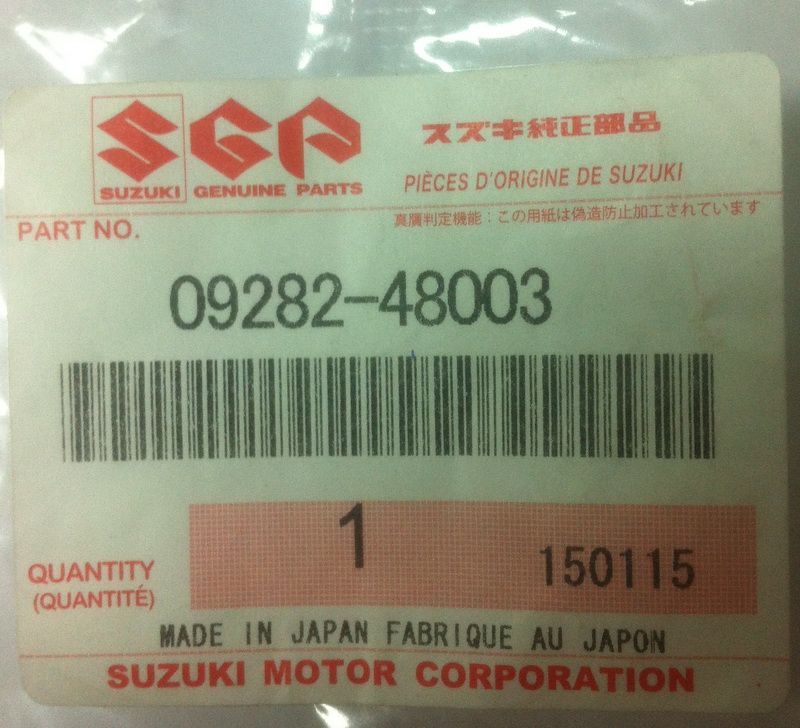 SGP
スズキ純正部品
SUZUKI GENUINE PARTS
PIÈCES D'ORIGINE DE SUZUKI
真贋判定機能：この用紙は偽造防止加工されています
PART NO.
09282-48003
1
150115
QUANTITY
(QUANTITÉ)
MADE IN JAPAN FABRIQUE AU JAPON
SUZUKI MOTOR CORPORATION